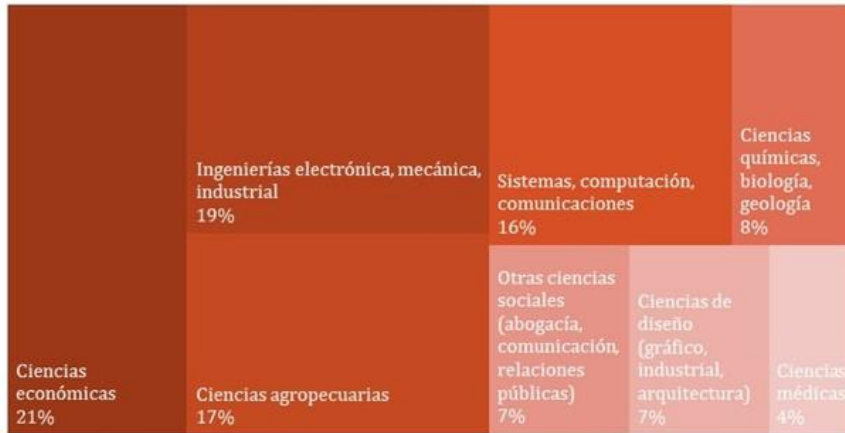 Ciencias
económicas
21%
Ingenierías electrónica, mecánica,
industrial
19%
Ciencias agropecuarias
17%
Sistemas, computación,
comunicaciones
16%
Ciencias
químicas,
biología,
geología
8%
Otras ciencias
sociales
(abogacía,
comunicación,
relaciones
públicas)
7%
Ciencias de
diseño
(gráfico,
industrial,
arquitectura)
7%
Ciencias
médicas
4%